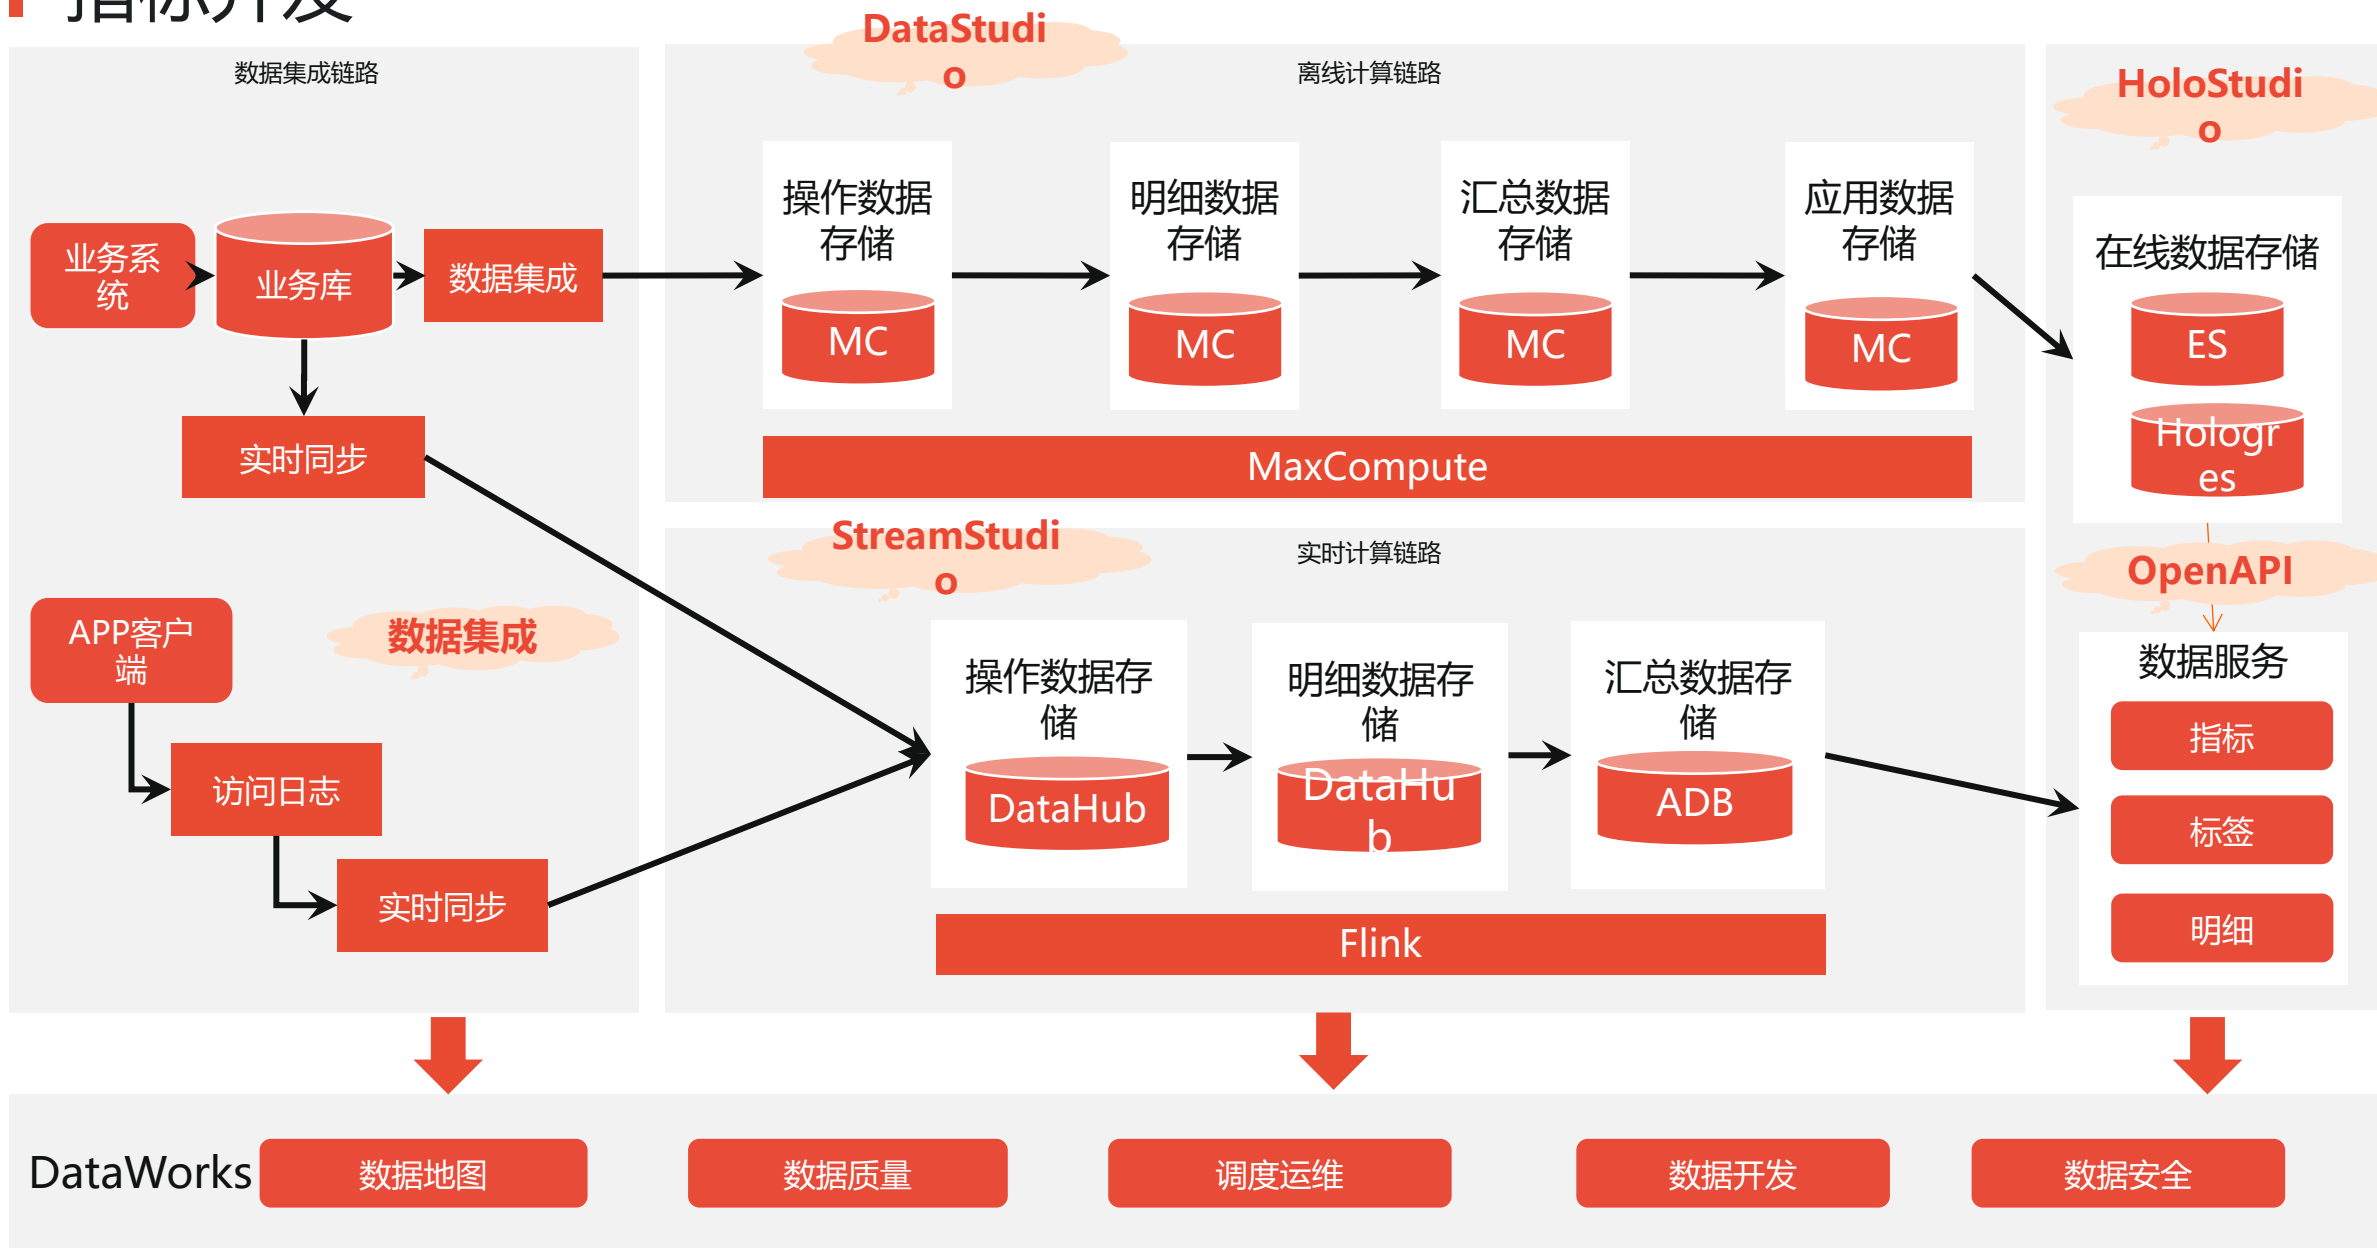 指标开发
数据集成链路
业务系
统
业务库
数据集成
实时同步
APP客户
端
数据集成
访问日志
实时同步
DataStudi
o
离线计算链路
操作数据
存储
MC
明细数据
存储
MC
汇总数据
存储
MC
应用数据
存储
MC
MaxCompute
StreamStudi
o
实时计算链路
操作数据存
储
DataHub
明细数据存
储
DataHu
b
汇总数据存
储
ADB
Flink
HoloStudi
o
在线数据存储
ES
Hologr
es
OpenAPI
数据服务
指标
标签
明细
DataWorks
数据地图
数据质量
调度运维
数据开发
数据安全